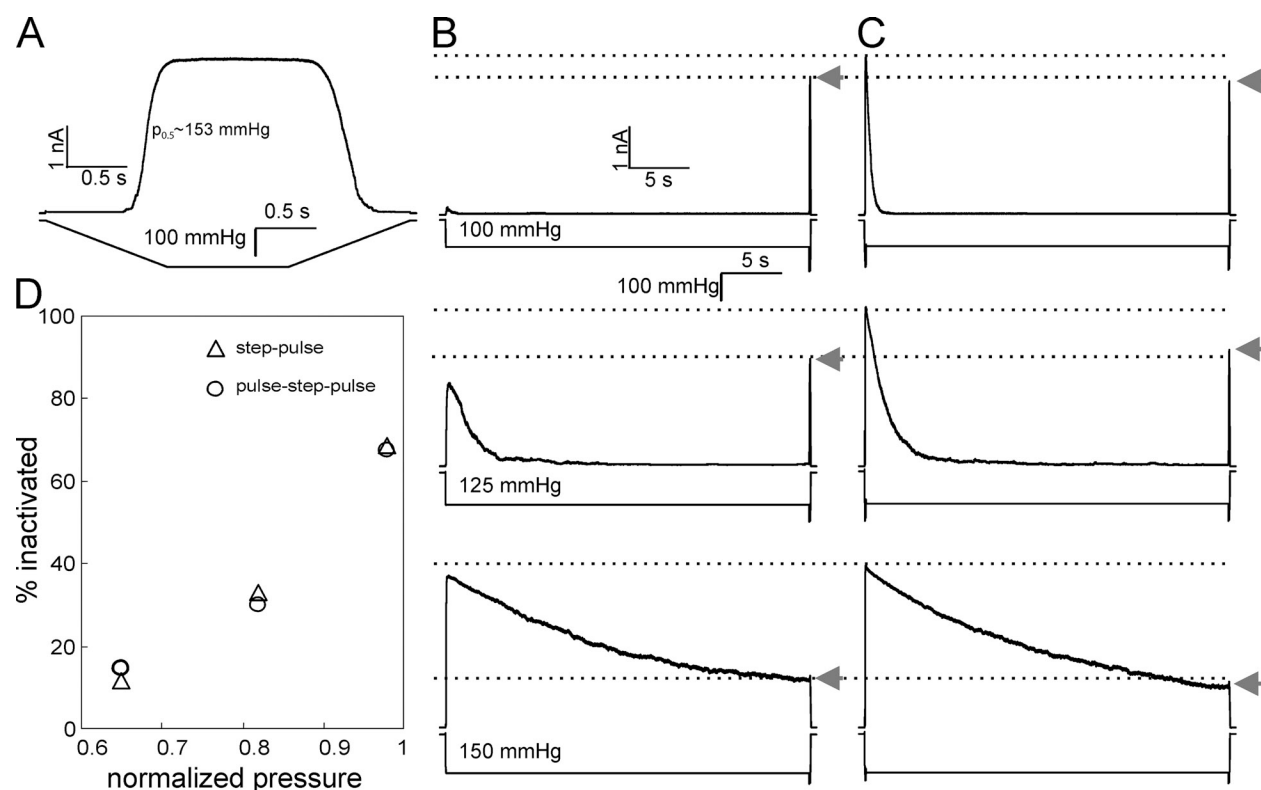 A
B
C
1 nA
p0.5~153 mmHg
0.5 s
0.5 s
100 mmHg
1 nA
5 s
100 mmHg
5 s
100 mmHg
D
100
80
60
40
20
0
% inactivated
step-pulse
pulse-step-pulse
0.6
0.7
0.8
0.9
1
normalized pressure
125 mmHg
150 mmHg